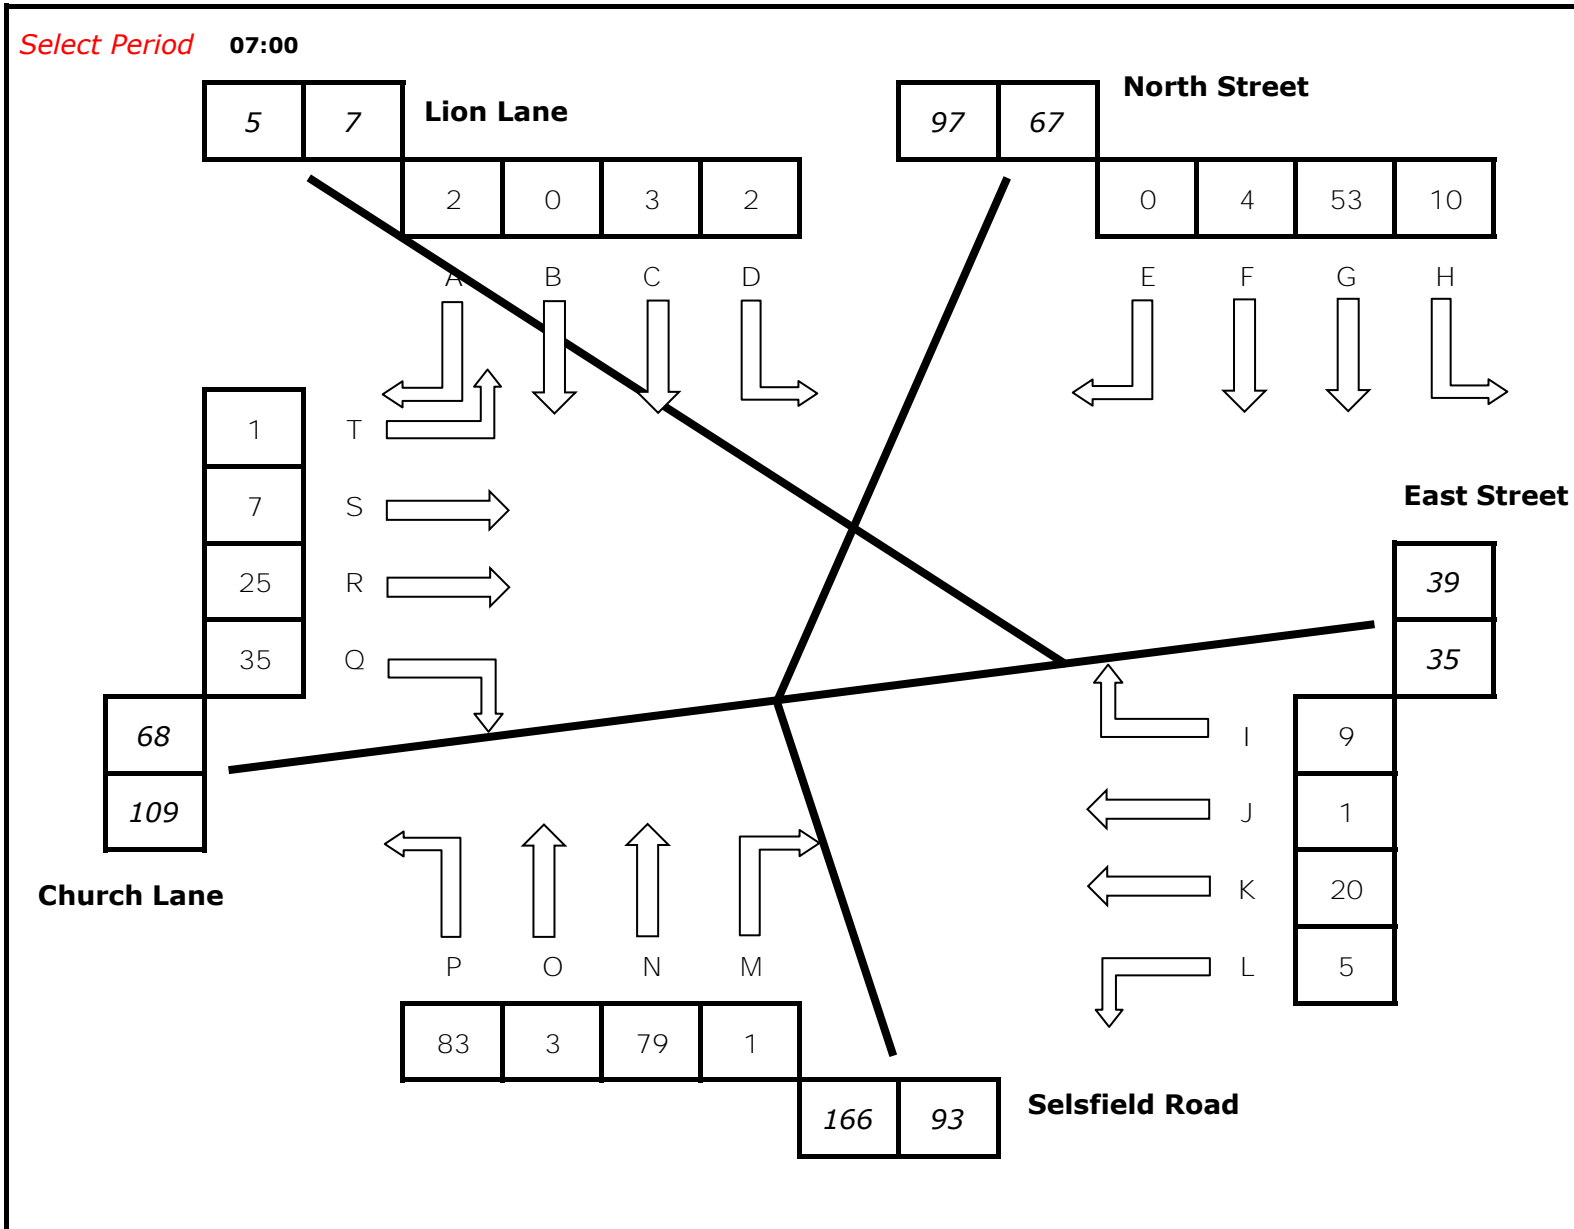 Select Period 07:00
5 7 Lion Lane
97 67 North Street
2 0 3 2
0 4 53 10
A B C D
E F G H
1 T
7 S
25 R
35 Q
68
109
Church Lane
East Street
39
35
I 9
J 1
K 20
L 5
P O N M
83 3 79 1
166 93 Selsfield Road